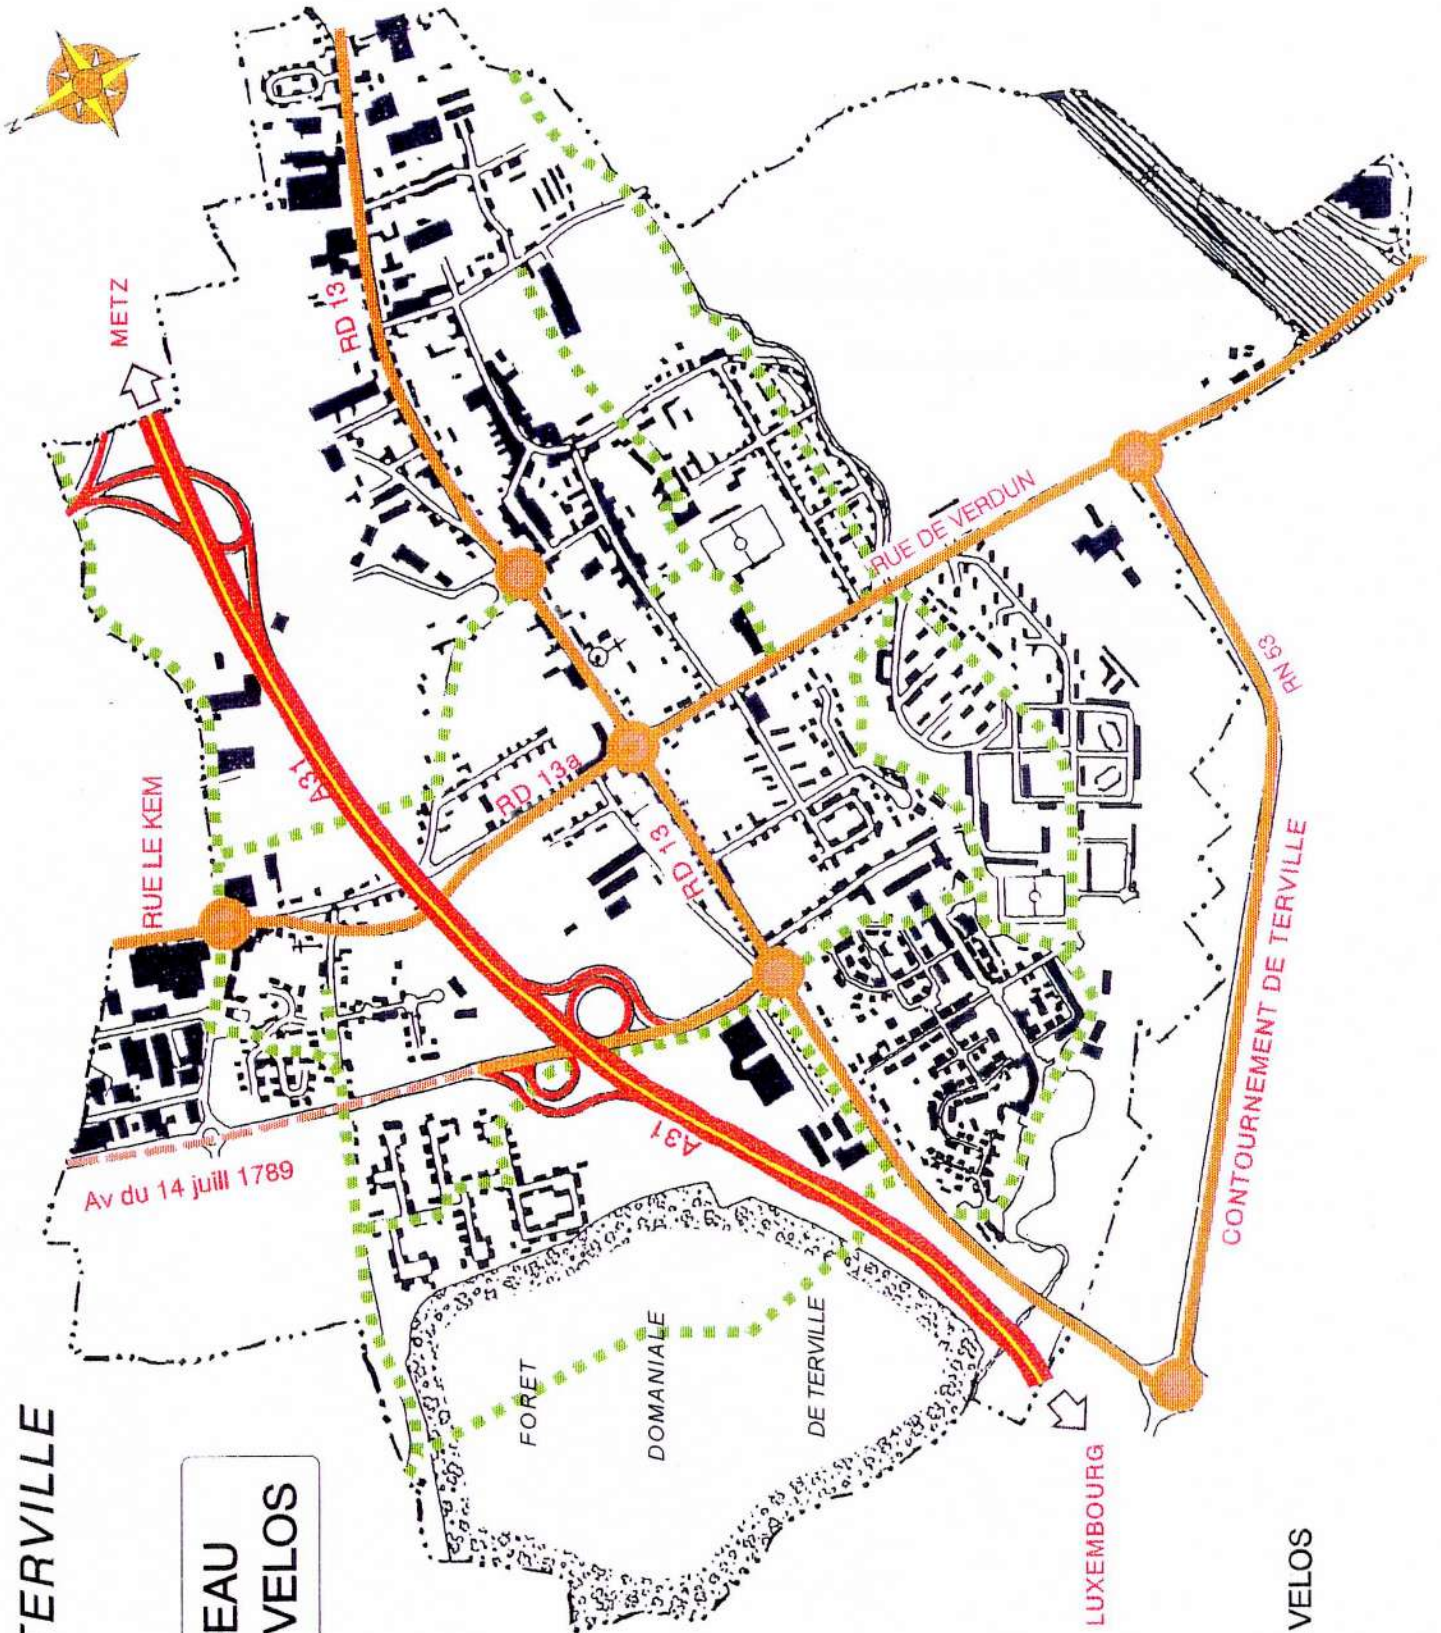 N
METZ
RD 13
RUE LE KEM
A31
RD 13a
RUE DE VERDUN
RN 53
RD 13
Av du 14 juill 1789
A31
CONTOURNEMENT DE TERVILLE
FORET
DOMANIALE
DE TERVILLE
LUXEMBOURG
TERVILLE
EAU
VELOS
VELOS